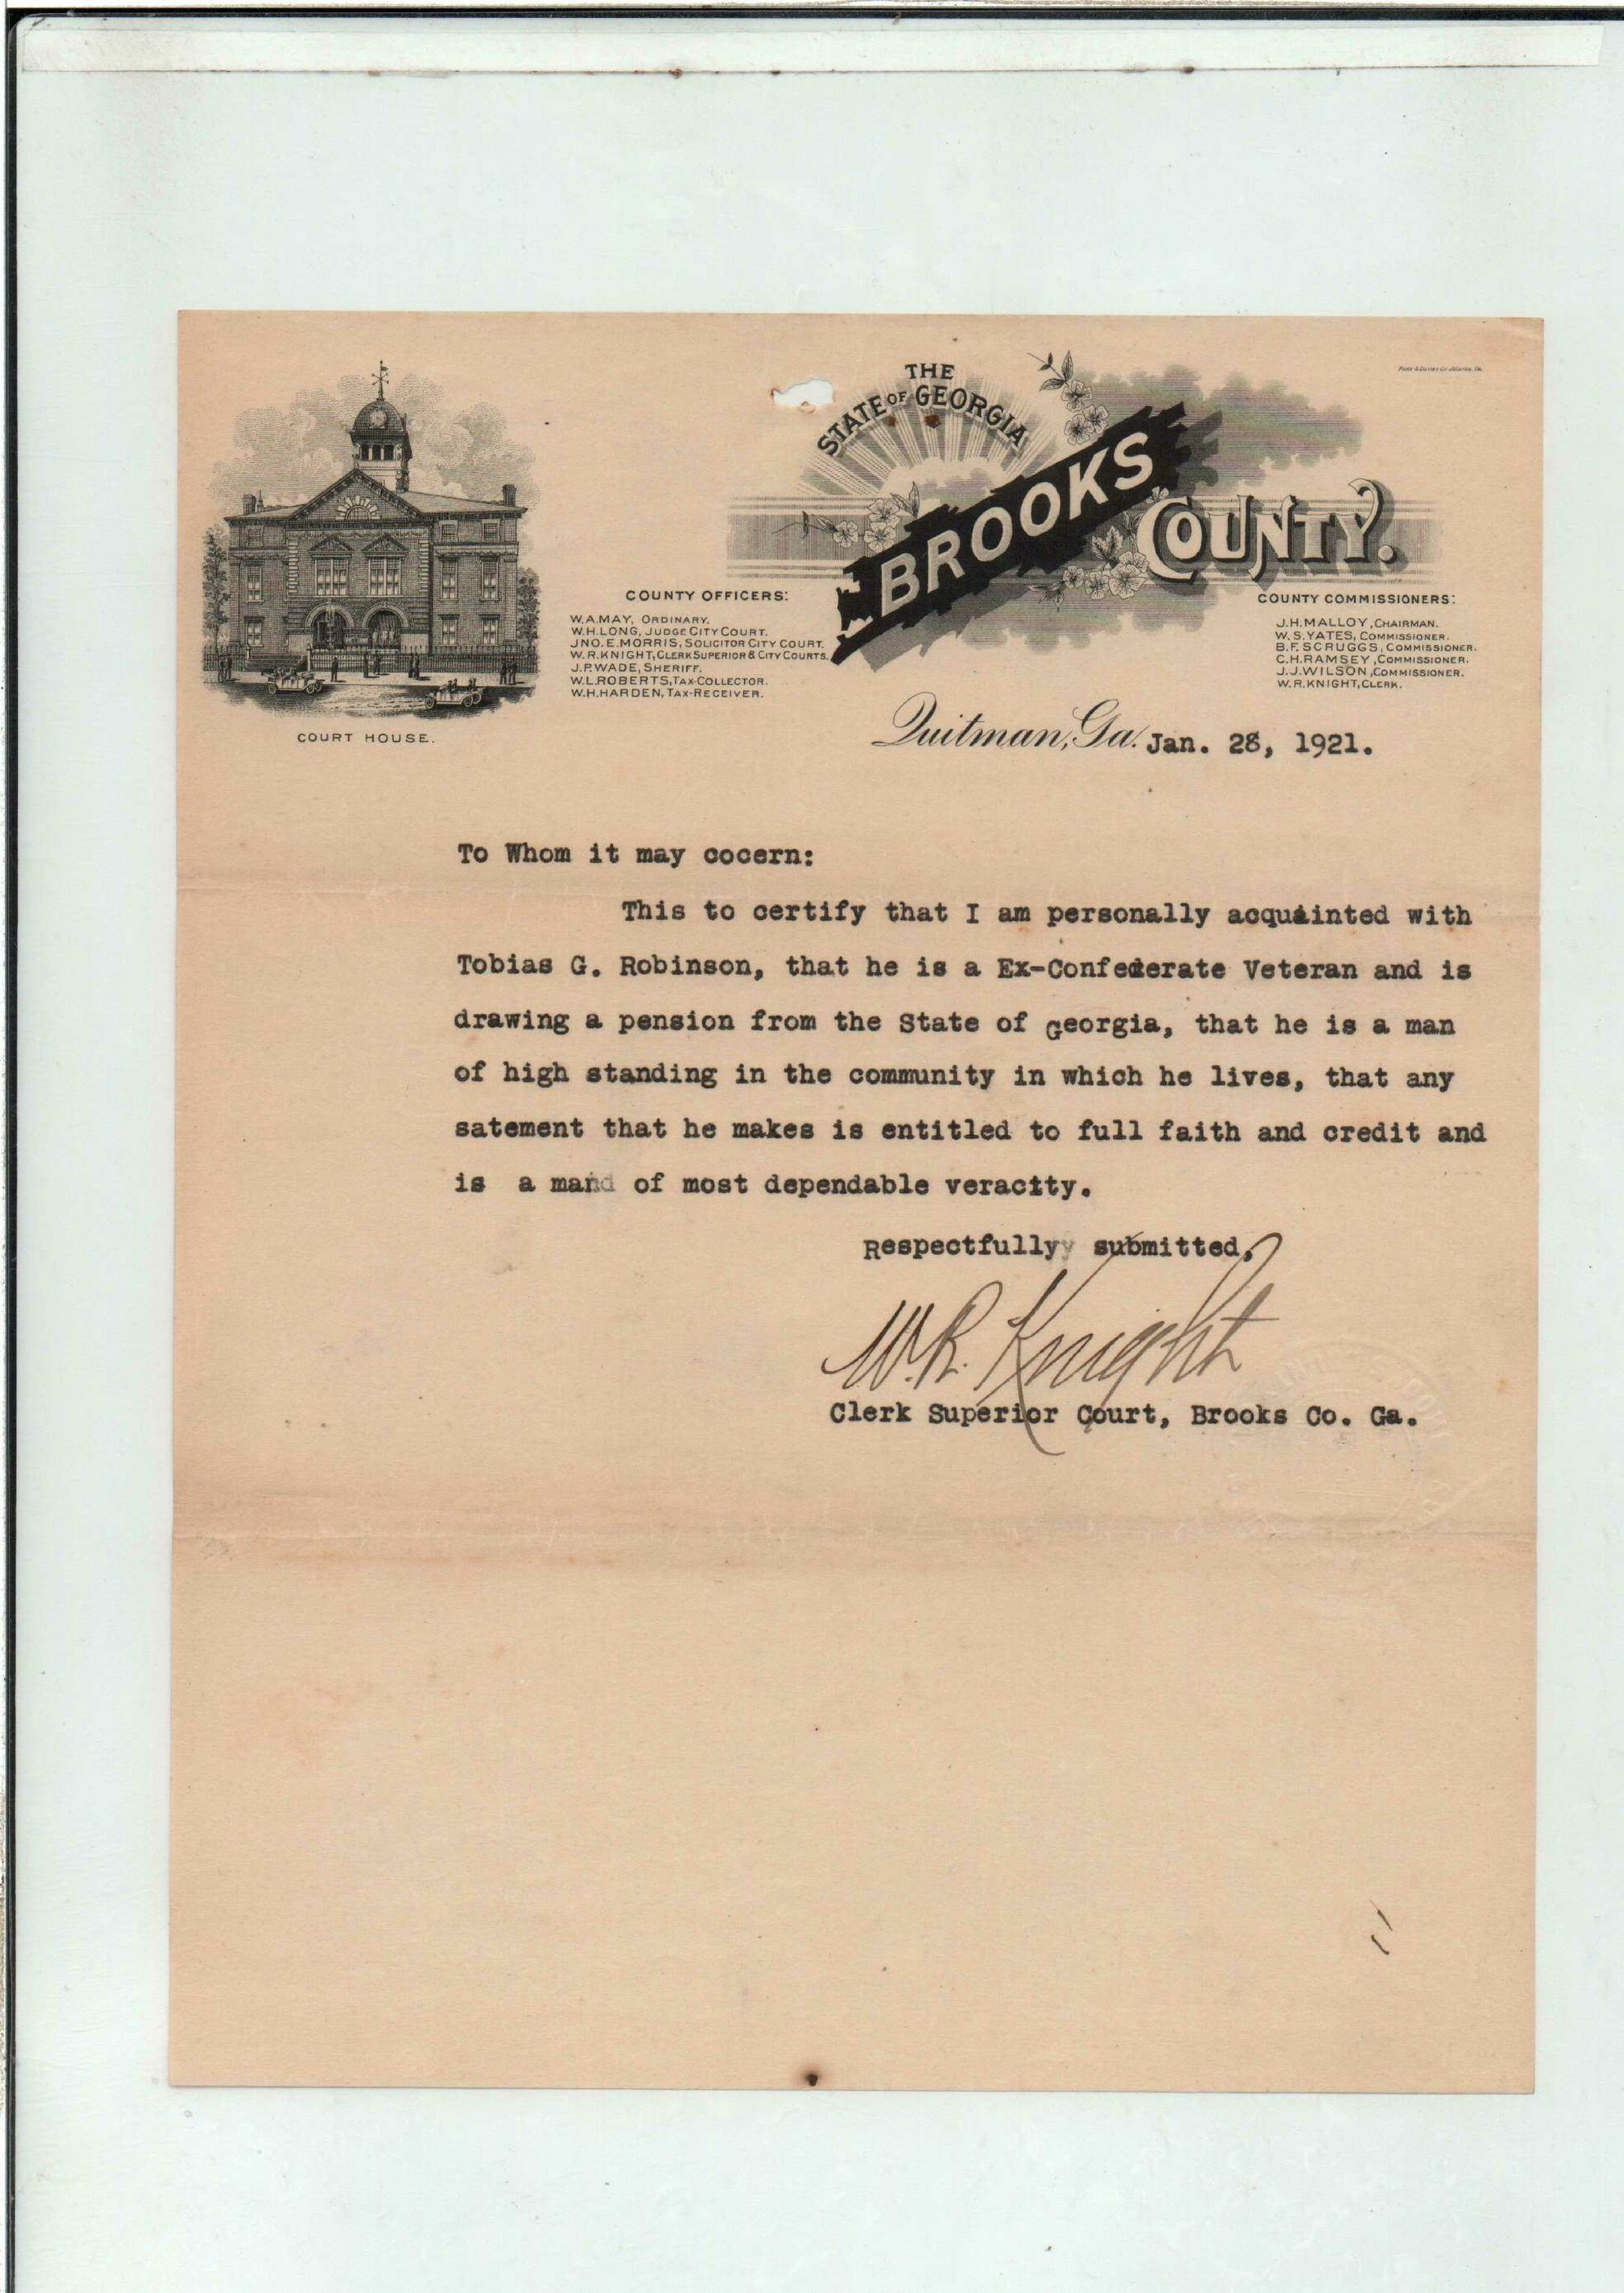 THE
STATE OF GEORGIA
BROOKS
COUNTY.
COUNTY OFFICERS:
W.A.MAY, ORDINARY.
W.H.LONG, JUDGE CITY COURT.
JNO.E.MORRIS, SOLICITOR CITY COURT.
W.R.KNIGHT, CLERK SUPERIOR & CITY COURTS.
J.P.WADE, SHERIFF.
W.L.ROBERTS, TAX-COLLECTOR.
W.H.HARDEN, TAX-RECEIVER.
COUNTY COMMISSIONERS:
J.H.MALLOY, CHAIRMAN.
W.S.YATES, COMMISSIONER.
B.F.SCRUGGS, COMMISSIONER.
C.H.RAMSEY, COMMISSIONER.
J.J.WILSON, COMMISSIONER.
W.R.KNIGHT, CLERK.
COURT HOUSE.
Quitman, Ga. Jan. 28, 1921.
To Whom it may cocern:
This to certify that I am personally acquainted with
Tobias G. Robinson, that he is a Ex-Confederate Veteran and is
drawing a pension from the State of Georgia, that he is a man
of high standing in the community in which he lives, that any
satement that he makes is entitled to full faith and credit and
is a man of most dependable veracity.
Respectfully submitted,
W.R. Knight
Clerk Superior Court, Brooks Co. Ga.